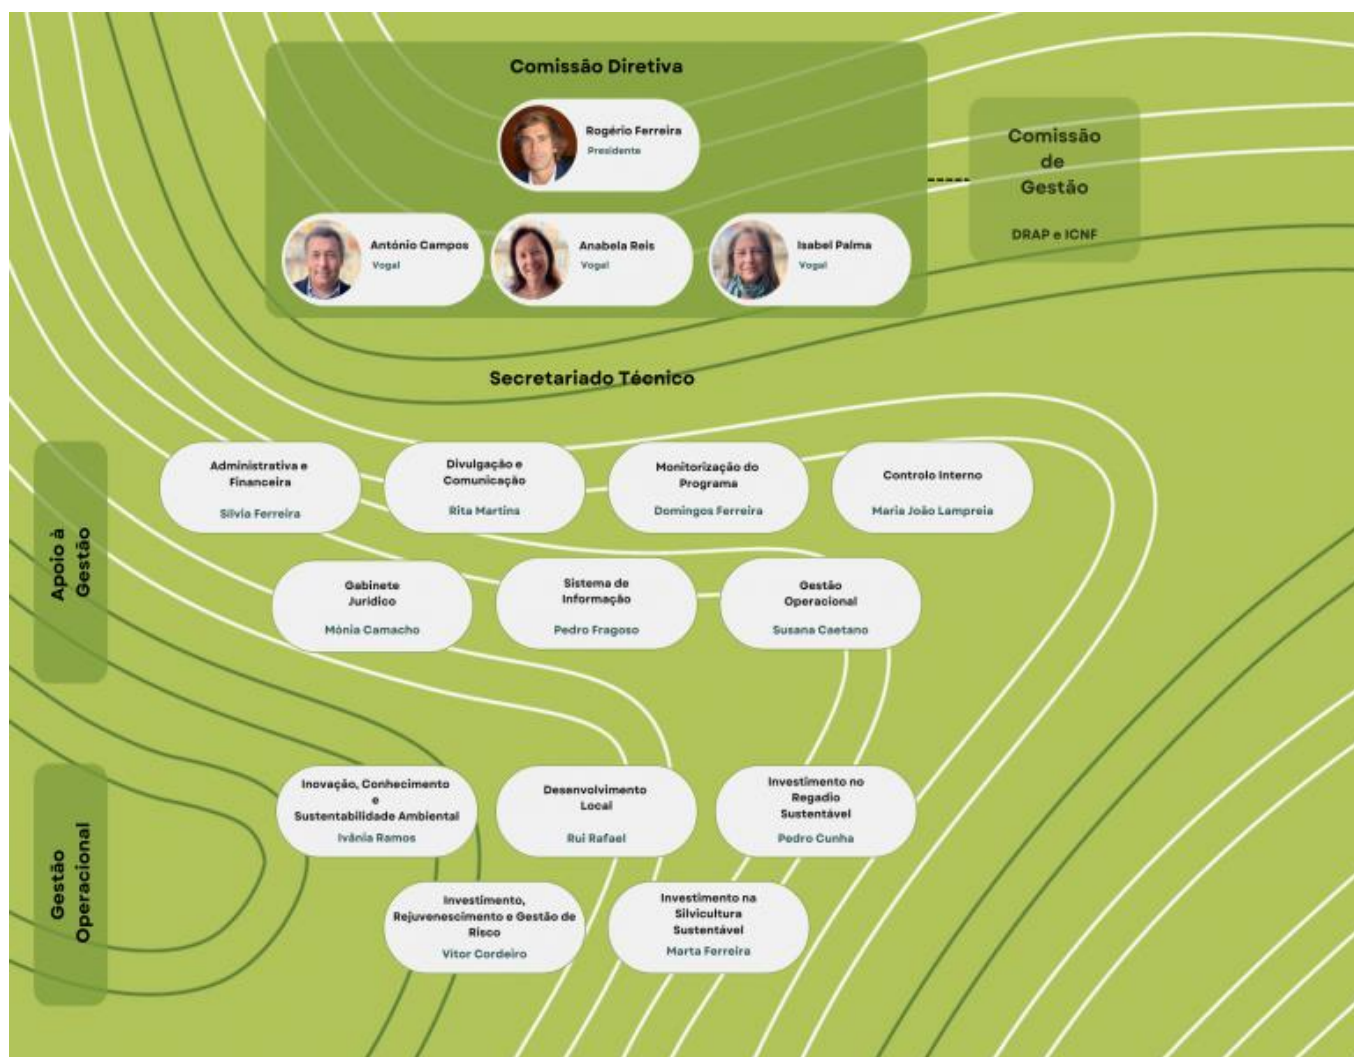 Comissão Diretiva
Rogério Ferreira
Presidente
António Campos
Vogal
Anabela Reis
Vogal
Isabel Palma
Vogal
Comissão
de
Gestão
DRAP e ICNF
Secretariado Técnico
Apoio à
Gestão
Administrativa e
Financeira
Sílvia Ferreira
Divulgação e
Comunicação
Rita Martins
Monitorização do
Programa
Domingos Ferreira
Controlo Interno
Maria João Lampreia
Gabinete
Jurídico
Mónia Camacho
Sistema de
Informação
Pedro Fragoso
Gestão
Operacional
Susana Caetano
Gestão
Operacional
Inovação, Conhecimento
e
Sustentabilidade Ambiental
Ivânia Ramos
Desenvolvimento
Local
Rui Rafael
Investimento no
Regadio
Sustentável
Pedro Cunha
Investimento,
Rejuvenescimento e Gestão de
Risco
Vitor Cordeiro
Investimento na
Silvicultura
Sustentável
Marta Ferreira